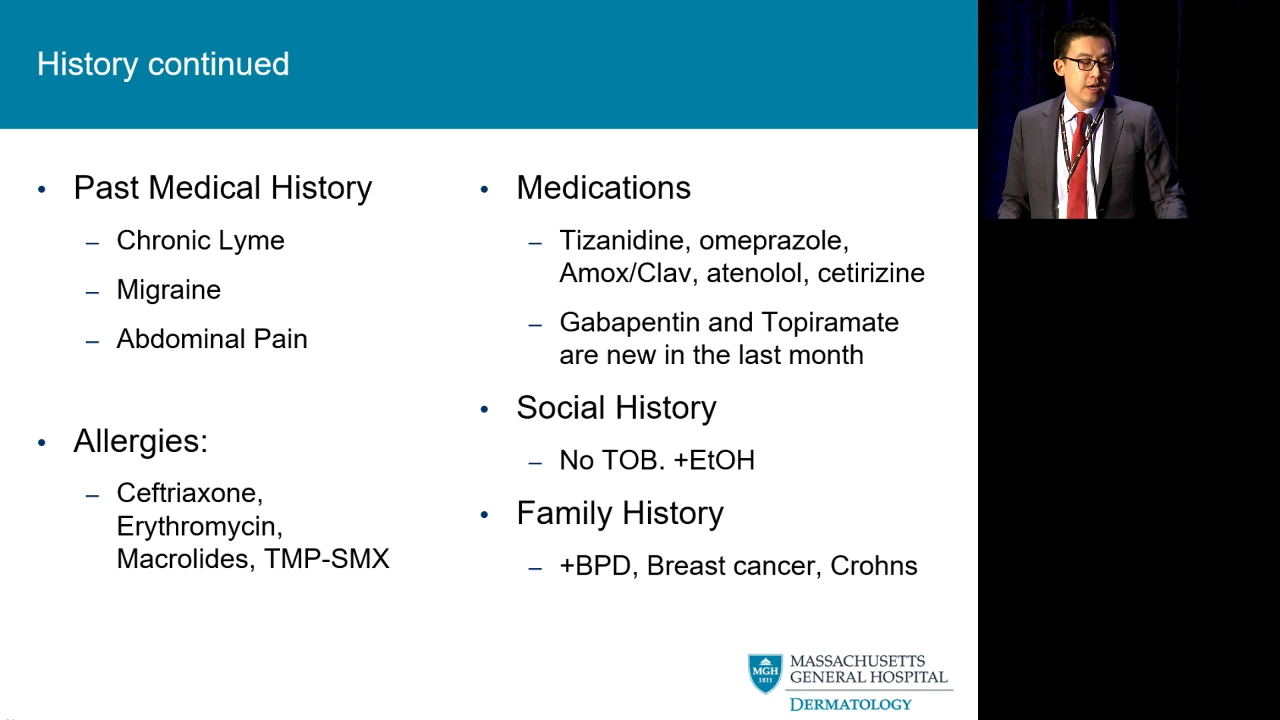 History continued
Past Medical History
– Chronic Lyme
– Migraine
– Abdominal Pain
Allergies:
– Ceftriaxone,
Erythromycin,
Macrolides, TMP-SMX
Medications
– Tizanidine, omeprazole,
Amox/Clav, atenolol, cetirizine
– Gabapentin and Topiramate
are new in the last month
Social History
– No TOB. +EtOH
Family History
– +BPD, Breast cancer, Crohns
MGH
1811
MASSACHUSETTS
GENERAL HOSPITAL
DERMATOLOGY